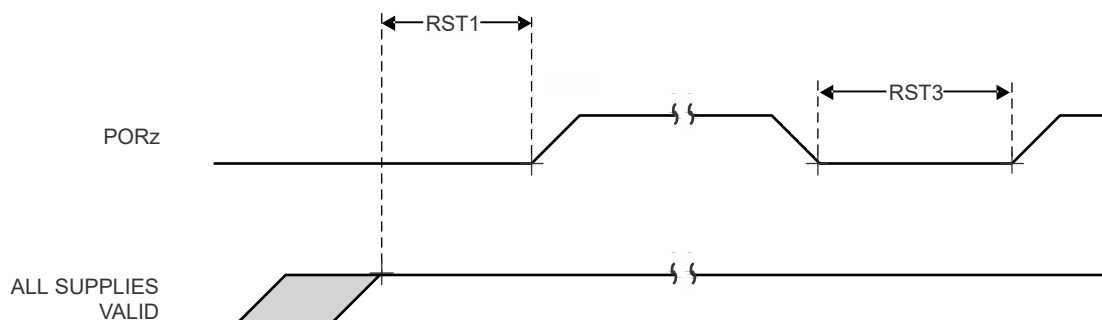 RST1
RST3
PORz
ALL SUPPLIES
VALID